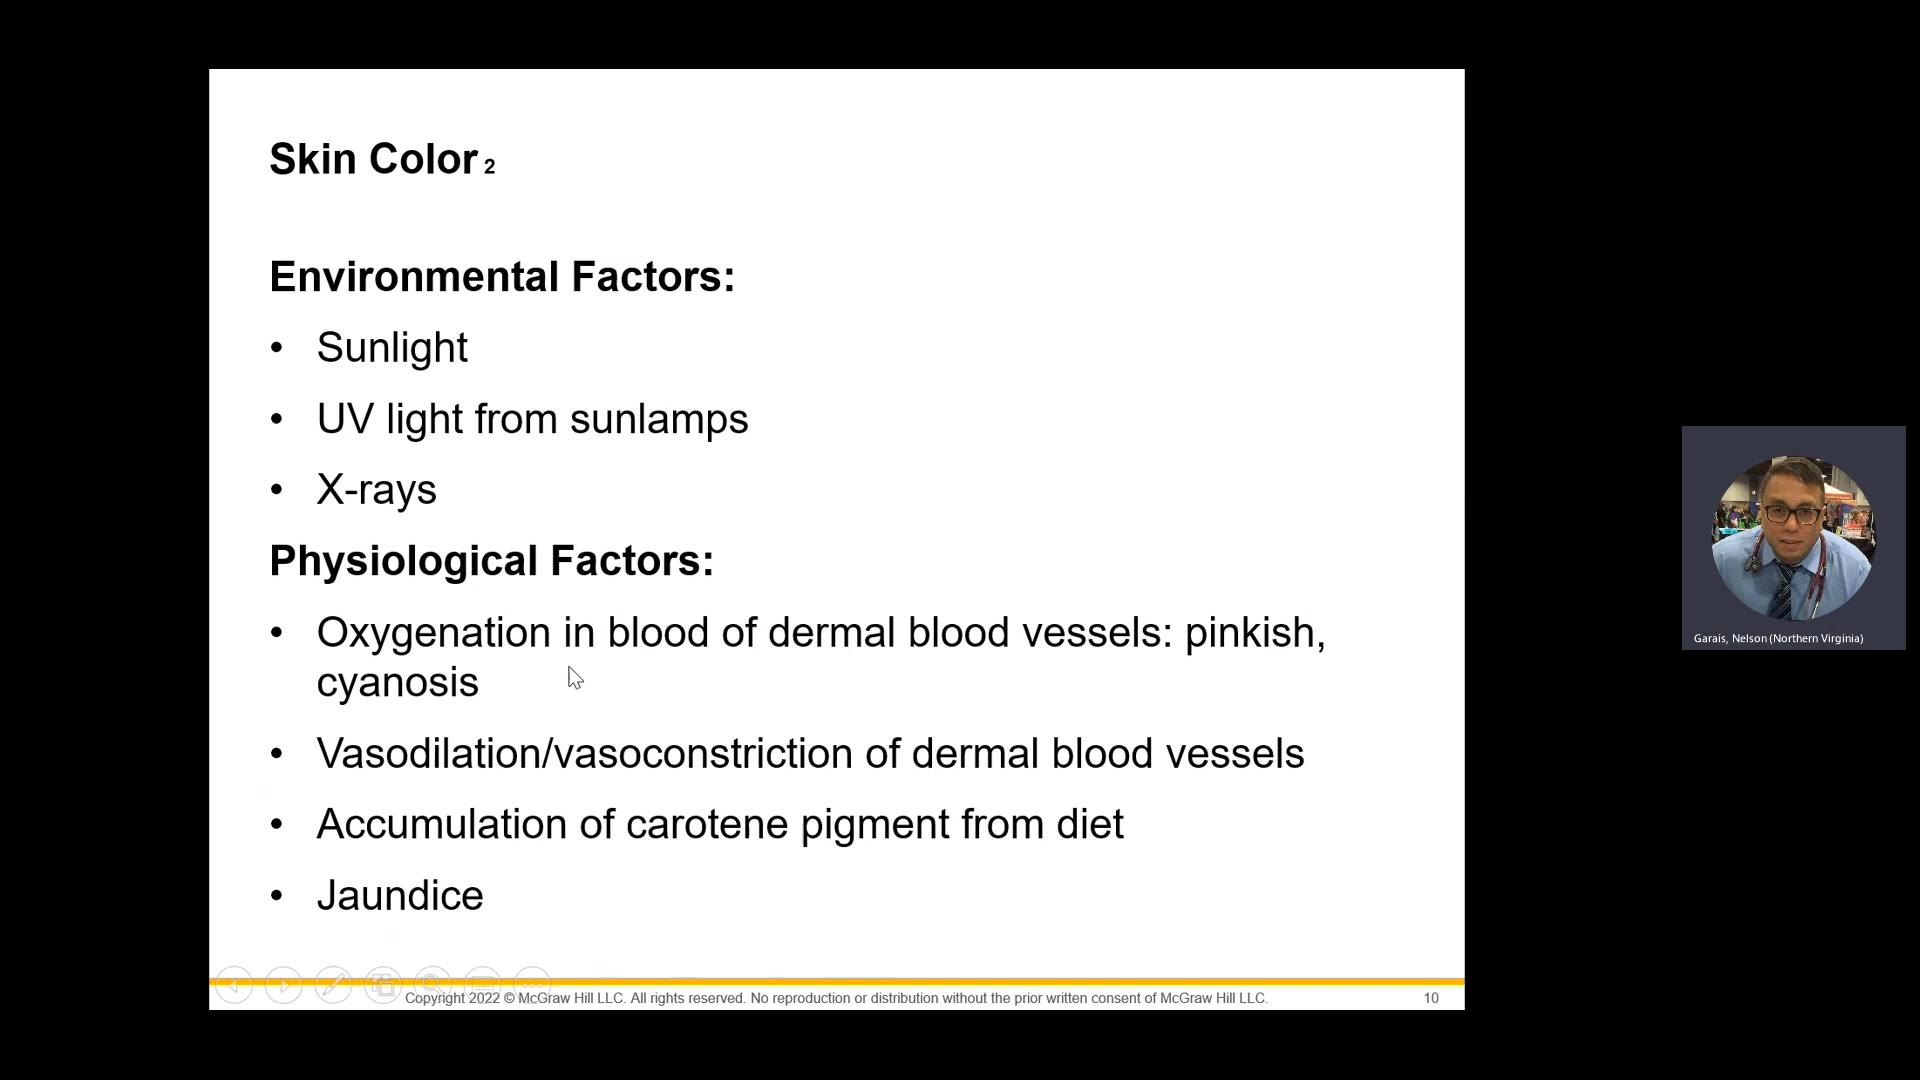 Skin Color 2
Environmental Factors:
• Sunlight
• UV light from sunlamps
• X-rays
Physiological Factors:
• Oxygenation in blood of dermal blood vessels: pinkish,
cyanosis
• Vasodilation/vasoconstriction of dermal blood vessels
• Accumulation of carotene pigment from diet
• Jaundice
Copyright 2022 © McGraw Hill LLC. All rights reserved. No reproduction or distribution without the prior written consent of McGraw Hill LLC.
10
Garais, Nelson (Northern Virginia)